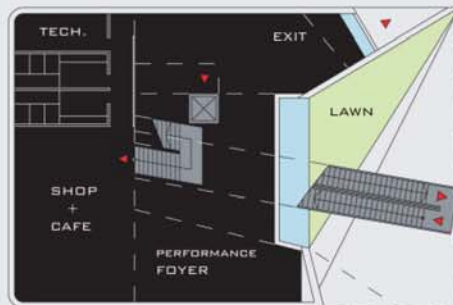 TECH.
EXIT
LAWN
SHOP
+
CAFE
PERFORMANCE
FOYER